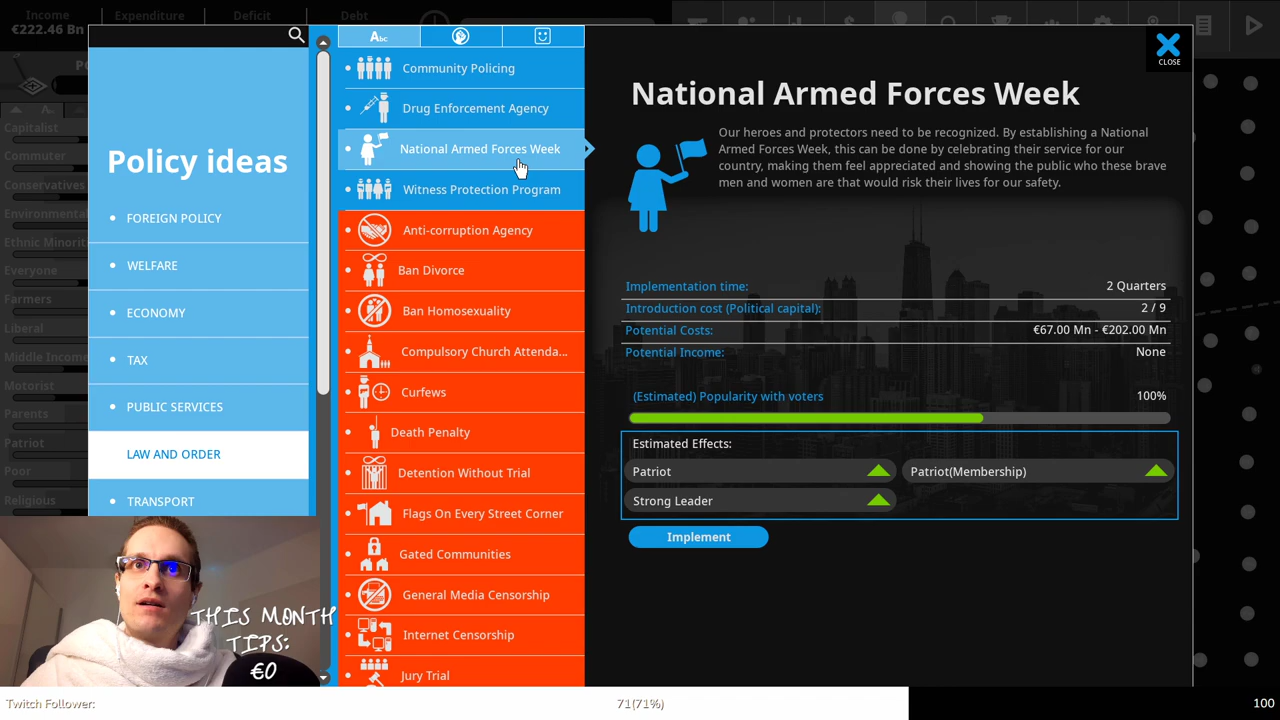 Income
Expenditure
Deficit
Debt
€222.46 Bn
Capitalist
Commuter
Conservatives
Ethnic Minori
Everyone
Farmers
Liberal
Middle Income
Motorist
Parents
Patriot
Poor
Religious
Policy ideas
FOREIGN POLICY
WELFARE
ECONOMY
TAX
PUBLIC SERVICES
LAW AND ORDER
TRANSPORT
Abc
Community Policing
Drug Enforcement Agency
National Armed Forces Week
Witness Protection Program
Anti-corruption Agency
Ban Divorce
Ban Homosexuality
Compulsory Church Attenda...
Curfews
Death Penalty
Detention Without Trial
Flags On Every Street Corner
Gated Communities
General Media Censorship
Internet Censorship
Jury Trial
CLOSE
National Armed Forces Week
Our heroes and protectors need to be recognized. By establishing a National
Armed Forces Week, this can be done by celebrating their service for our
country, making them feel appreciated and showing the public who these brave
men and women are that would risk their lives for our safety.
Implementation time: 2 Quarters
Introduction cost (Political capital): 2 / 9
Potential Costs: €67.00 Mn - €202.00 Mn
Potential Income: None
(Estimated) Popularity with voters 100%
Estimated Effects:
Patriot
Patriot(Membership)
Strong Leader
Implement
THIS MONTH
TIPS:
€0
Twitch Follower: 71(71%) 100